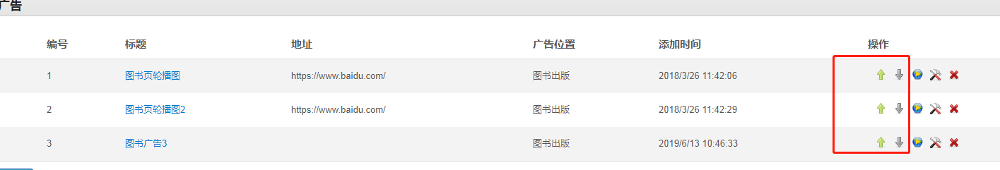 广告
编号 标题 地址 广告位置 添加时间 操作
1 图书页轮播图 https://www.baidu.com/ 图书出版 2018/3/26 11:42:06
2 图书页轮播图2 https://www.baidu.com/ 图书出版 2018/3/26 11:42:29
3 图书广告3 图书出版 2019/6/13 10:46:33